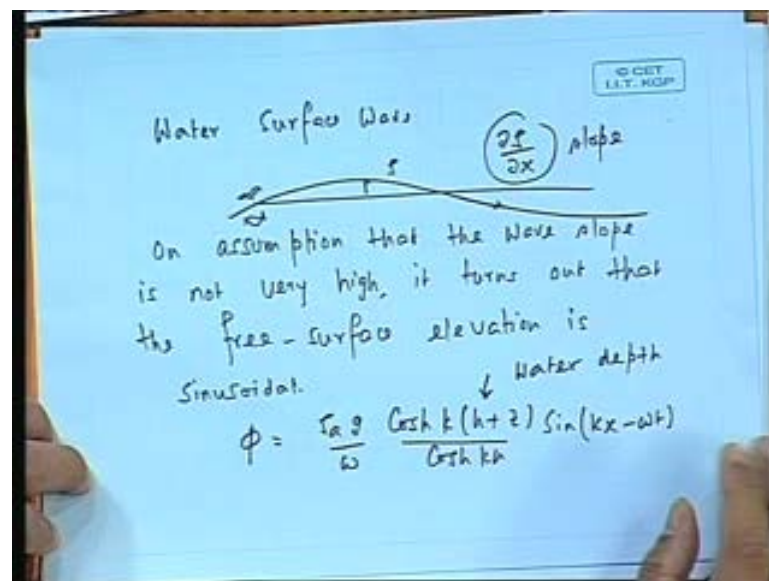 © CET
I.I.T. KGP
Water Surface Waves
∂ζ/∂x slope
ζ
On assumption that the wave slope
is not very high, it turns out that
the free-surface elevation is
Sinusoidal.
↓ Water depth
φ = ζa g/ω Cosh k(h+z)/Cosh kh Sin(kx-ωt)